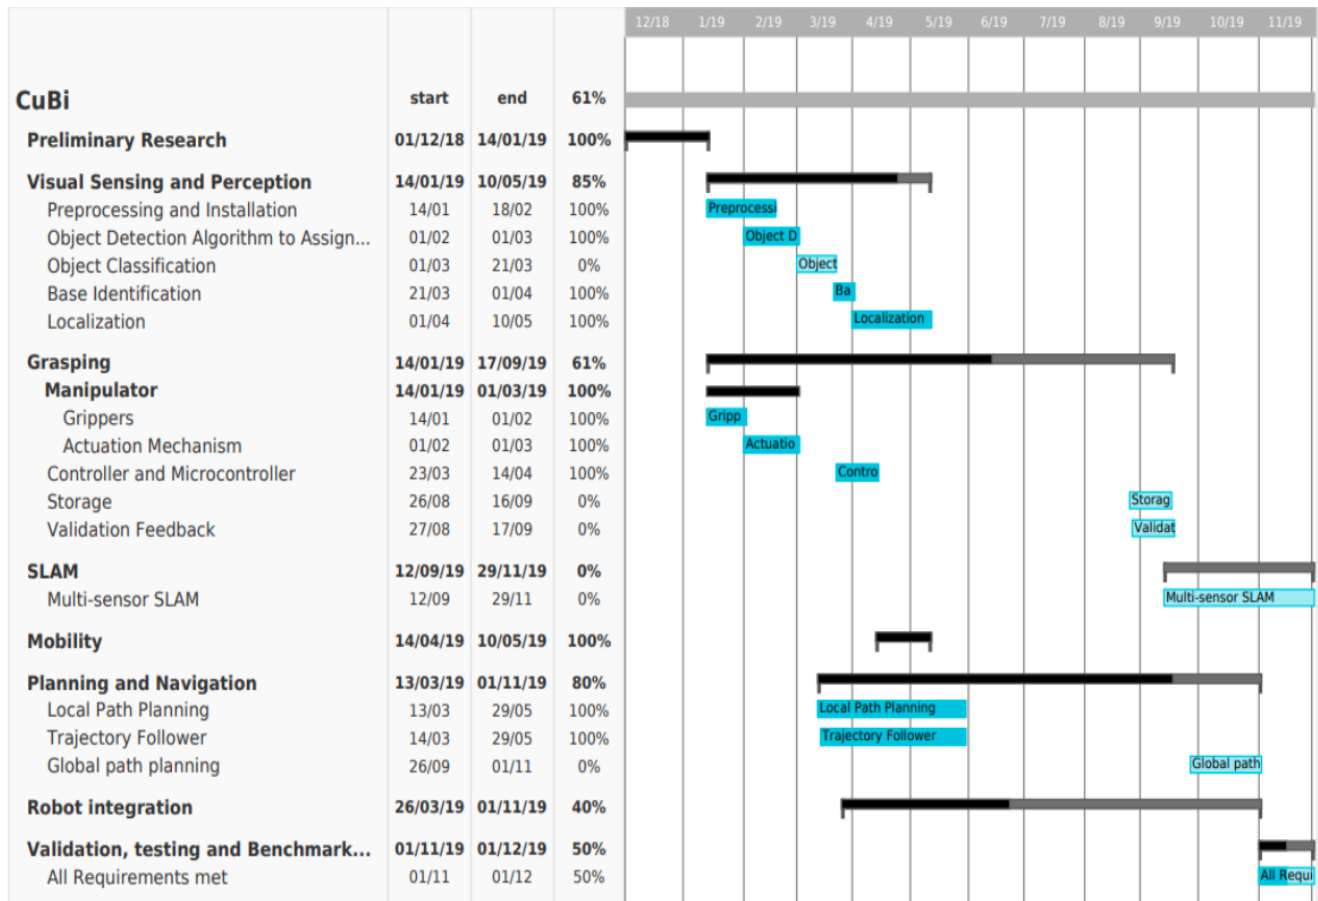 12/18 1/19 2/19 3/19 4/19 5/19 6/19 7/19 8/19 9/19 10/19 11/19
CuBi start end 61%
Preliminary Research 01/12/18 14/01/19 100%
Visual Sensing and Perception 14/01/19 10/05/19 85%
Preprocessing and Installation 14/01 18/02 100% Preprocessi
Object Detection Algorithm to Assign... 01/02 01/03 100% Object D
Object Classification 01/03 21/03 0% Object
Base Identification 21/03 01/04 100% Ba
Localization 01/04 10/05 100% Localization
Grasping 14/01/19 17/09/19 61%
Manipulator 14/01/19 01/03/19 100%
Grippers 14/01 01/02 100% Gripp
Actuation Mechanism 01/02 01/03 100% Actuatio
Controller and Microcontroller 23/03 14/04 100% Contro
Storage 26/08 16/09 0% Storag
Validation Feedback 27/08 17/09 0% Validat
SLAM 12/09/19 29/11/19 0%
Multi-sensor SLAM 12/09 29/11 0% Multi-sensor SLAM
Mobility 14/04/19 10/05/19 100%
Planning and Navigation 13/03/19 01/11/19 80%
Local Path Planning 13/03 29/05 100% Local Path Planning
Trajectory Follower 14/03 29/05 100% Trajectory Follower
Global path planning 26/09 01/11 0% Global path
Robot integration 26/03/19 01/11/19 40%
Validation, testing and Benchmark... 01/11/19 01/12/19 50%
All Requirements met 01/11 01/12 50% All Requi